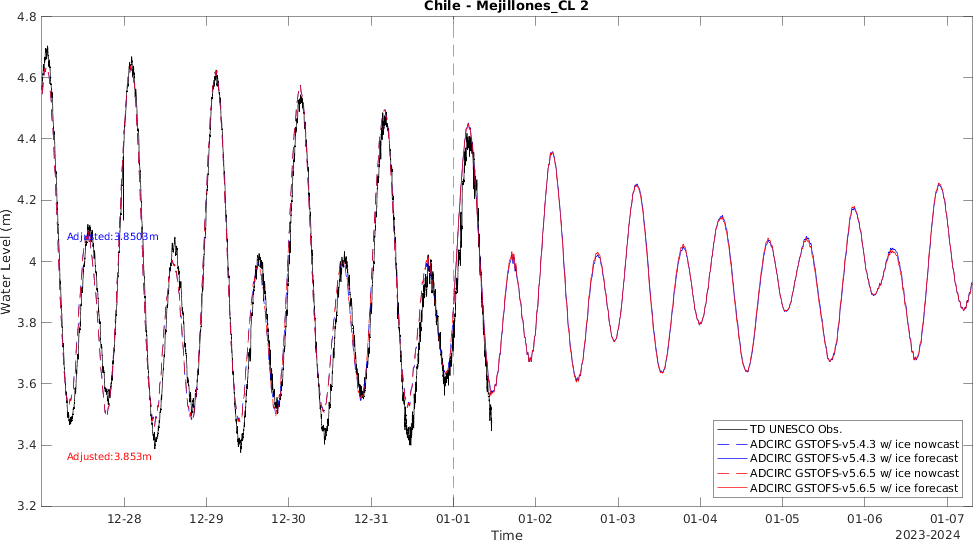 Chile - Mejillones_CL 2
4.8
4.6
4.4
4.2
4
3.8
3.6
3.4
3.2
Water Level (m)
Adjusted:3.8503m
Adjusted:3.853m
TD UNESCO Obs.
ADCIRC GSTOFS-v5.4.3 w/ ice nowcast
ADCIRC GSTOFS-v5.4.3 w/ ice forecast
ADCIRC GSTOFS-v5.6.5 w/ ice nowcast
ADCIRC GSTOFS-v5.6.5 w/ ice forecast
12-28 12-29 12-30 12-31 01-01 01-02 01-03 01-04 01-05 01-06 01-07
Time
2023-2024